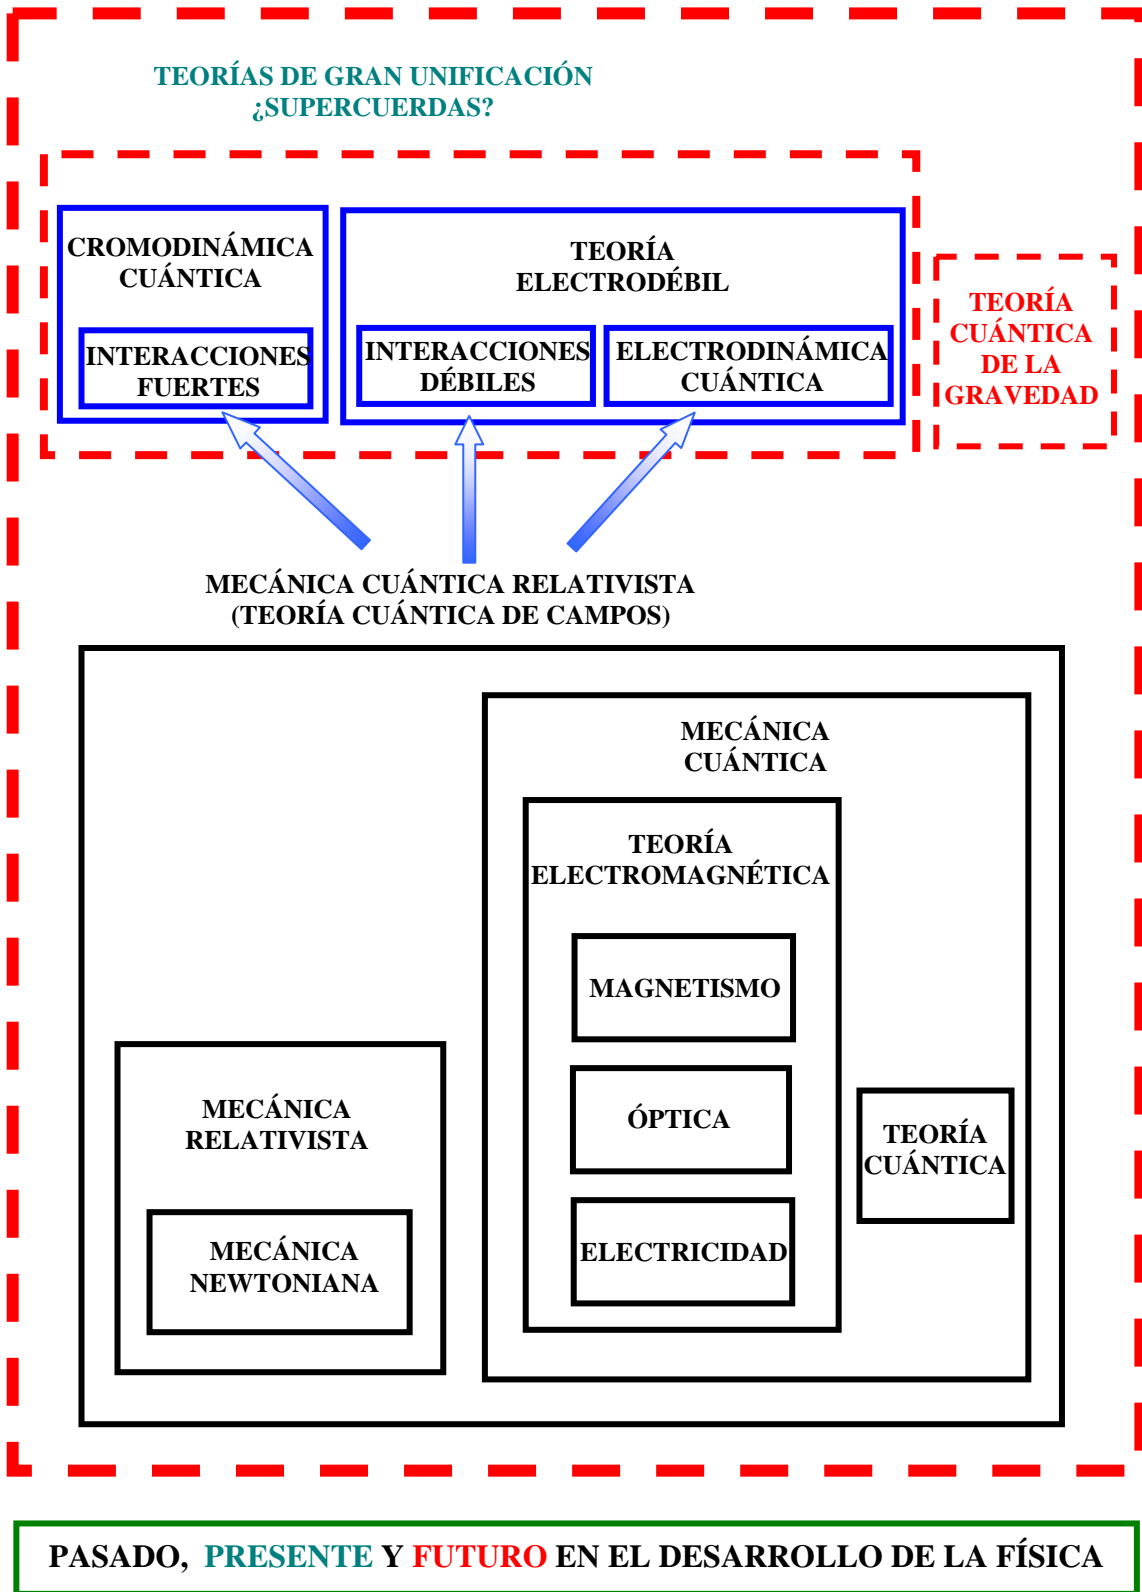 TEORÍAS DE GRAN UNIFICACIÓN
¿SUPERCUERDAS?
CROMODINÁMICA
CUÁNTICA
INTERACCIONES
FUERTES
TEORÍA
ELECTRODÉBIL
INTERACCIONES
DÉBILES
ELECTRODINÁMICA
CUÁNTICA
TEORÍA
CUÁNTICA
DE LA
GRAVEDAD
MECÁNICA CUÁNTICA RELATIVISTA
(TEORÍA CUÁNTICA DE CAMPOS)
MECÁNICA
CUÁNTICA
TEORÍA
ELECTROMAGNÉTICA
MAGNETISMO
ÓPTICA
ELECTRICIDAD
TEORÍA
CUÁNTICA
MECÁNICA
RELATIVISTA
MECÁNICA
NEWTONIANA
PASADO, PRESENTE Y FUTURO EN EL DESARROLLO DE LA FÍSICA